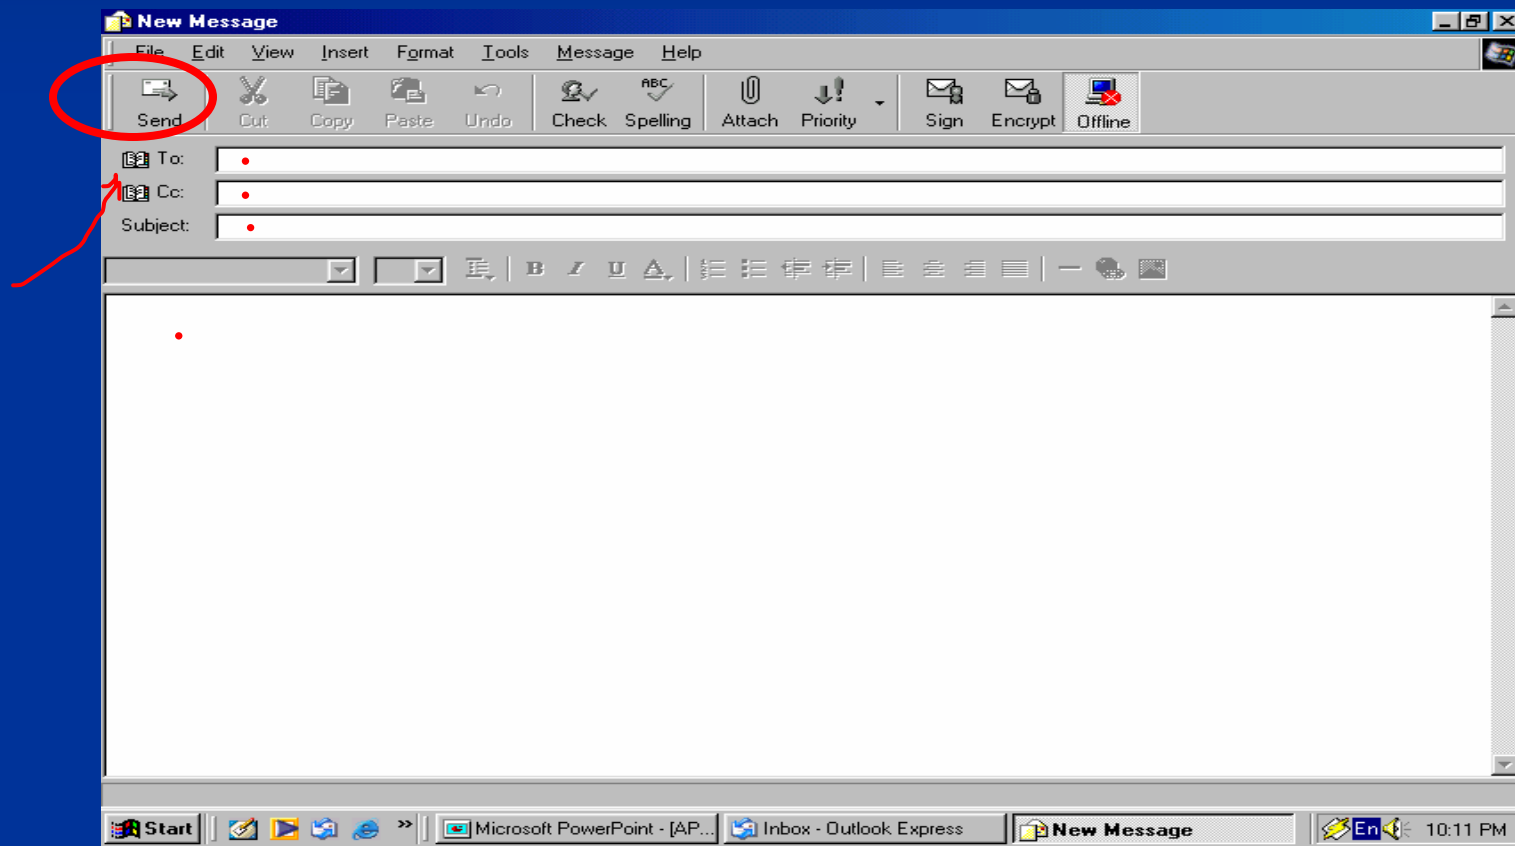 New Message
File Edit View Insert Format Tools Message Help
ABC
Send Cut Copy Paste Undo Check Spelling Attach Priority Sign Encrypt Offline
To:
Cc:
Subject:
B I U A
Start » Microsoft PowerPoint - [AP... Inbox - Outlook Express New Message En 10:11 PM